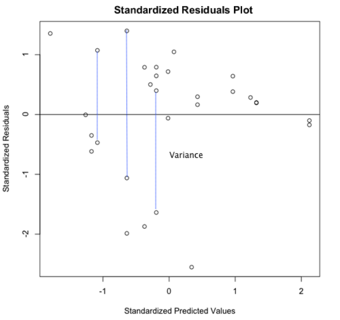 Standardized Residuals Plot
Standardized Residuals
1
0
-1
-2
Variance
-1
0
1
2
Standardized Predicted Values